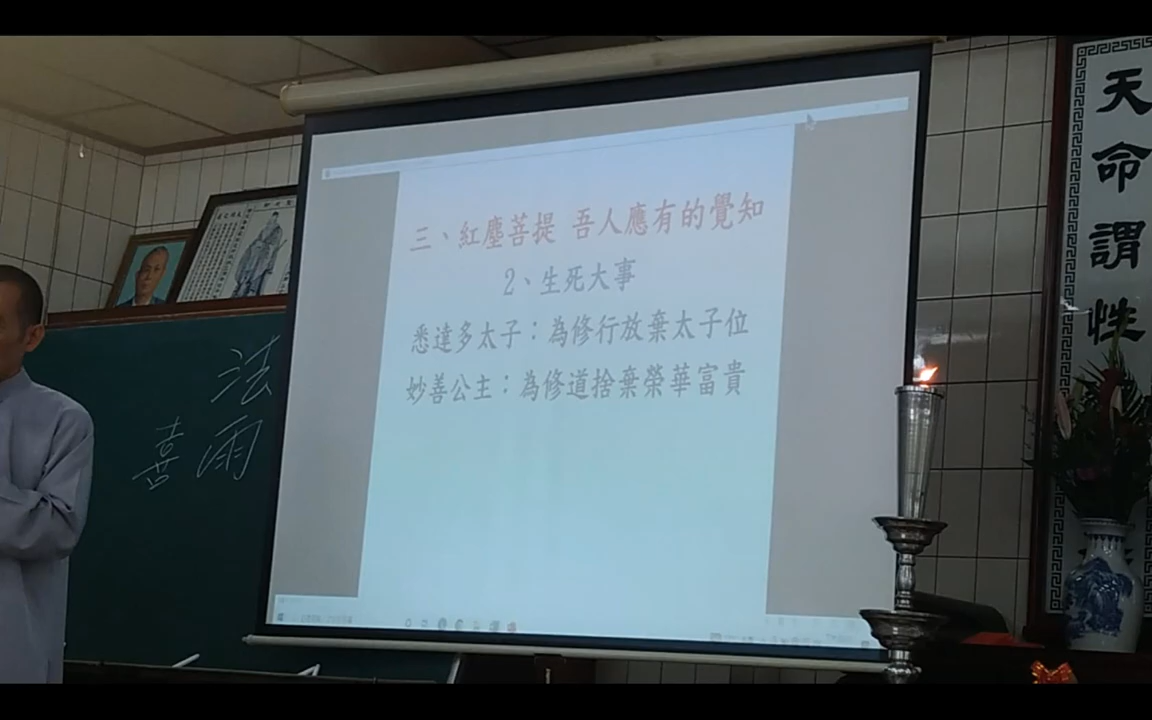 三、紅塵菩提 吾人應有的覺知
2、生死大事
悉達多太子：為修行放棄太子位
妙善公主：為修道捨棄榮華富貴
法雨
喜
天命謂性